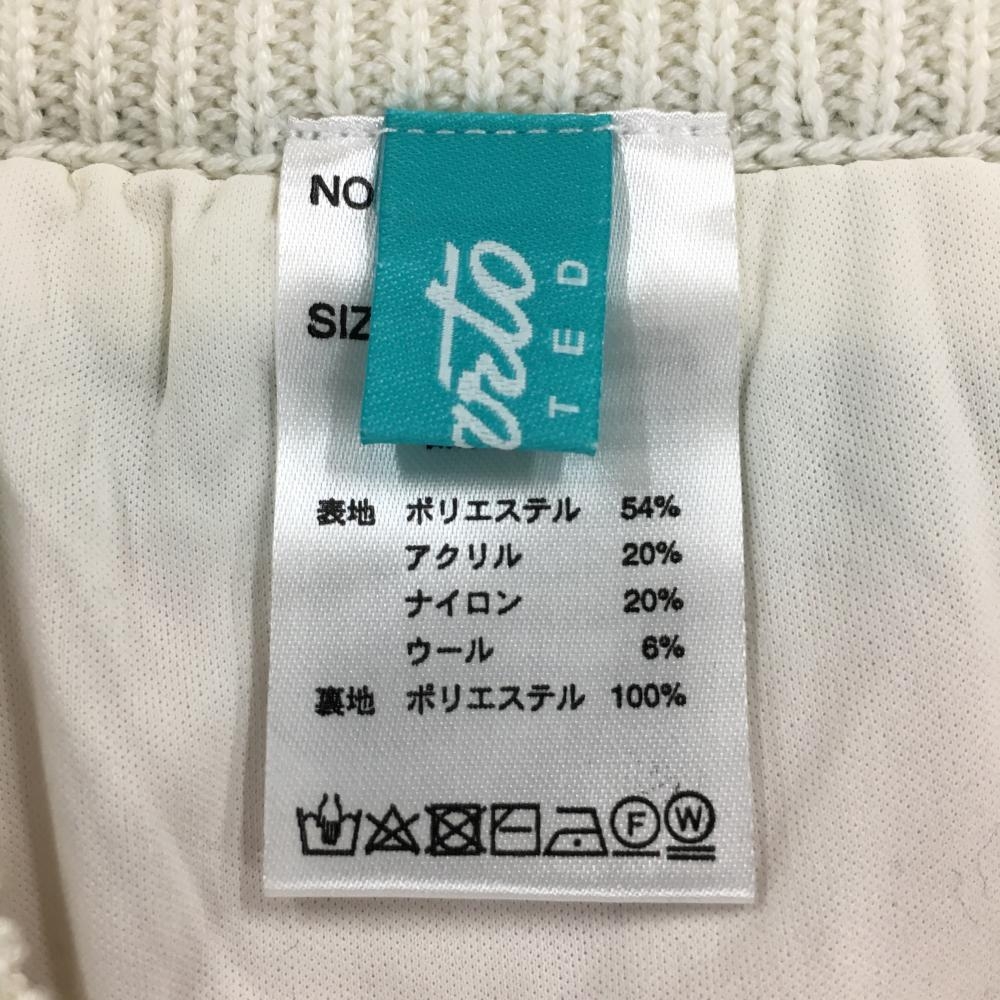 NO
SIZ
arto
TED
表地 ポリエステル 54%
アクリル 20%
ナイロン 20%
ウール 6%
裏地 ポリエステル 100%
F W